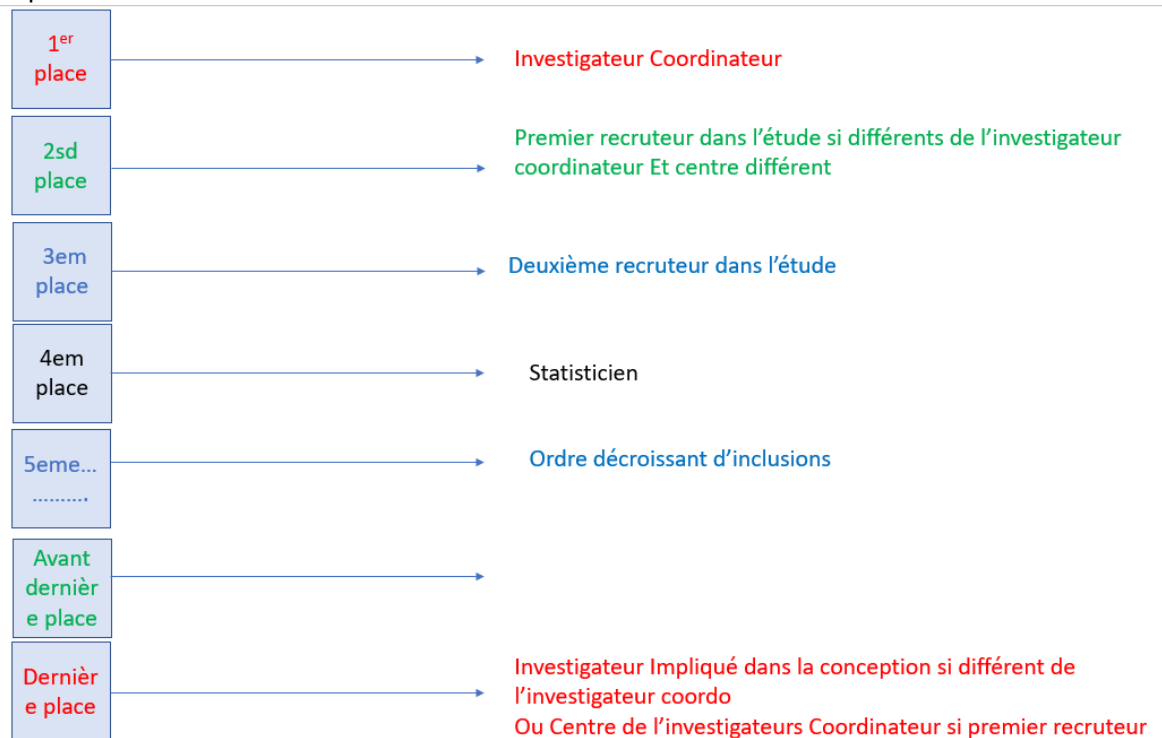 1er
place
Investigateur Coordinateur
2sd
place
Premier recruteur dans l'étude si différents de l'investigateur
coordinateur Et centre différent
3em
place
Deuxième recruteur dans l'étude
4em
place
Statisticien
5eme...
...........
Ordre décroissant d'inclusions
Avant
dernièr
e place
Dernièr
e place
Investigateur Impliqué dans la conception si différent de
l'investigateur coordo
Ou Centre de l'investigateurs Coordinateur si premier recruteur